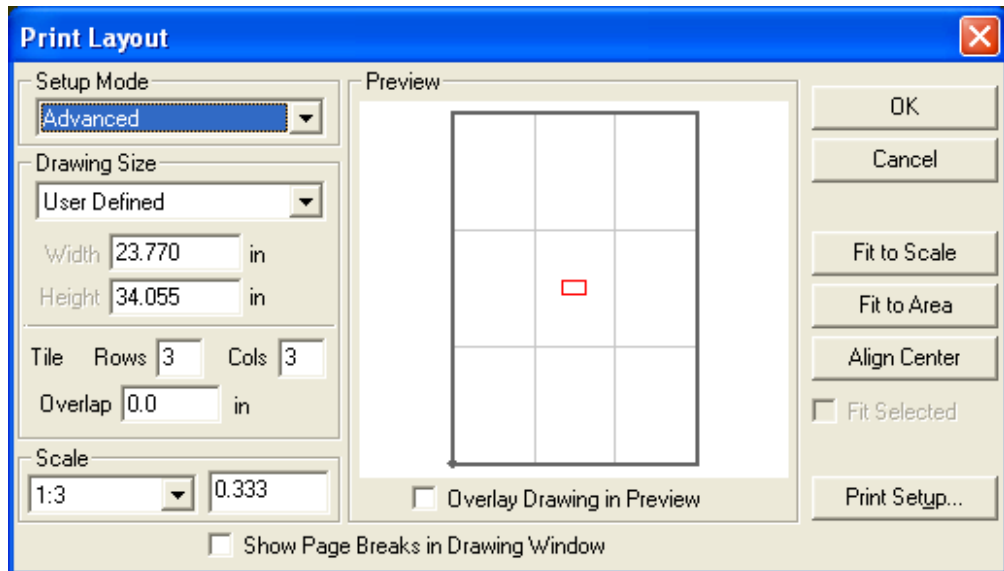 Print Layout
Setup Mode
Advanced
Drawing Size
User Defined
Width 23.770 in
Height 34.055 in
Tile Rows 3 Cols 3
Overlap 0.0 in
Scale
1:3 0.333
Preview
Overlay Drawing in Preview
Show Page Breaks in Drawing Window
OK
Cancel
Fit to Scale
Fit to Area
Align Center
Fit Selected
Print Setup...